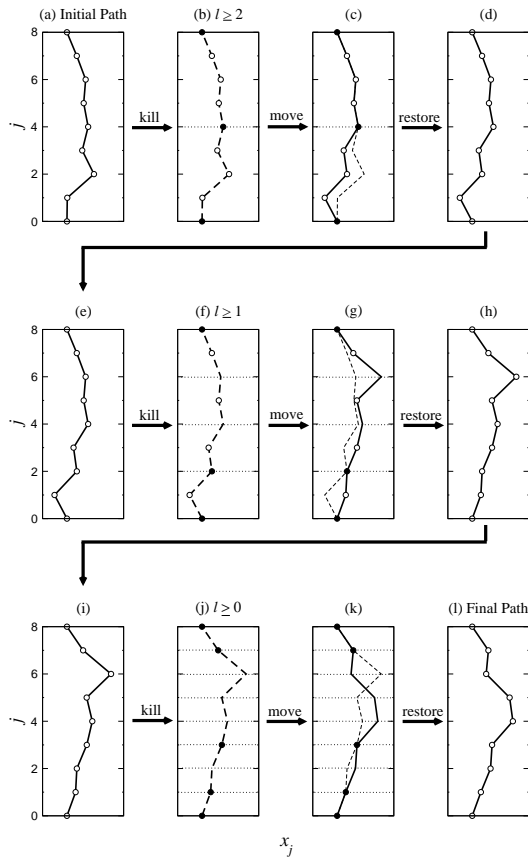 (a) Initial Path (b) l ≥ 2 (c) (d)
8
6
4
2
0
j
kill move restore
(e) (f) l ≥ 1 (g) (h)
8
6
4
2
0
j
kill move restore
(i) (j) l ≥ 0 (k) (l) Final Path
8
6
4
2
0
j
kill move restore
x_j